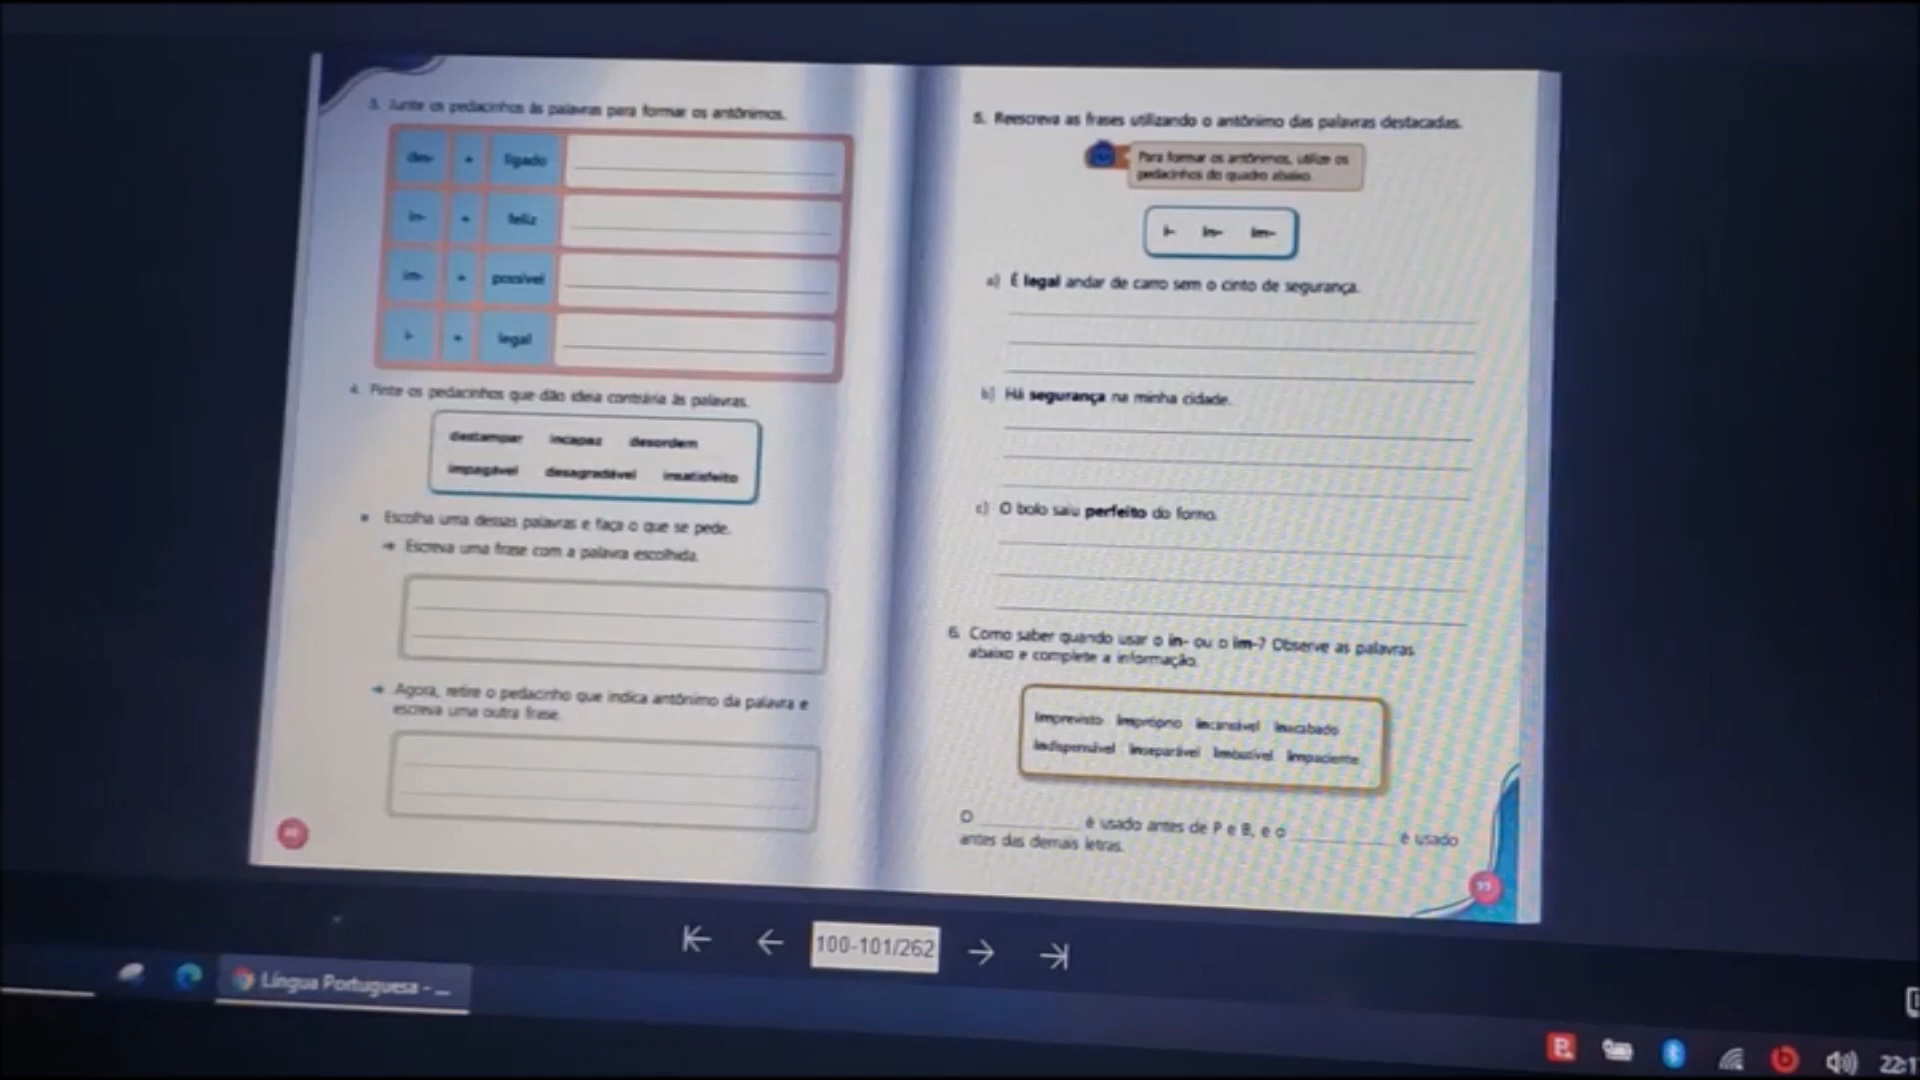 3. Junte os pedacinhos às palavras para formar os antônimos.
des- + ligado
in- + feliz
im- + possível
i- + legal
4. Pinte os pedacinhos que dão ideia contrária às palavras.
destampar incapaz desordem
impagável desagradável insatisfeito
Escolha uma dessas palavras e faça o que se pede.
Escreva uma frase com a palavra escolhida.
Agora, retire o pedacinho que indica antônimo da palavra e
escreva uma outra frase.
5. Reescreva as frases utilizando o antônimo das palavras destacadas.
Para formar os antônimos, utilize os
pedacinhos do quadro abaixo.
i- in- im-
a) É legal andar de carro sem o cinto de segurança.
b) Há segurança na minha cidade.
c) O bolo saiu perfeito do forno.
6. Como saber quando usar o in- ou o im-? Observe as palavras
abaixo e complete a informação.
Imprevisto Impróprio Incansável Inacabado
Indispensável Inseparável Imbatível Impaciente
O ____________ é usado antes de P e B, e o ____________ é usado
antes das demais letras.
99
100-101/262
Língua Portuguesa - ...
22:1